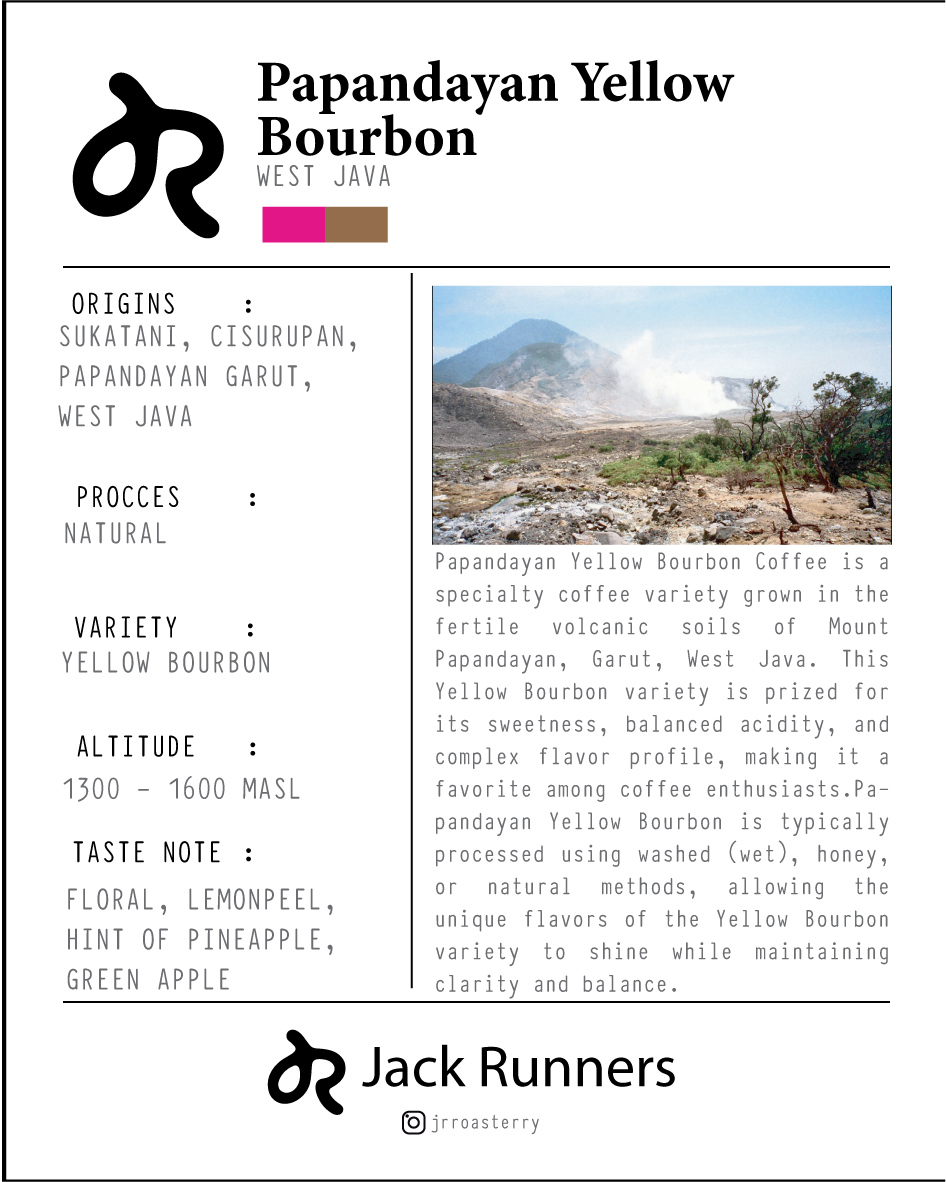 Papandayan Yellow
Bourbon
WEST JAVA
ORIGINS :
SUKATANI, CISURUPAN,
PAPANDAYAN GARUT,
WEST JAVA
PROCCES :
NATURAL
VARIETY :
YELLOW BOURBON
ALTITUDE :
1300 - 1600 MASL
TASTE NOTE :
FLORAL, LEMONPEEL,
HINT OF PINEAPPLE,
GREEN APPLE
Papandayan Yellow Bourbon Coffee is a
specialty coffee variety grown in the
fertile volcanic soils of Mount
Papandayan, Garut, West Java. This
Yellow Bourbon variety is prized for
its sweetness, balanced acidity, and
complex flavor profile, making it a
favorite among coffee enthusiasts.Pa-
pandayan Yellow Bourbon is typically
processed using washed (wet), honey,
or natural methods, allowing the
unique flavors of the Yellow Bourbon
variety to shine while maintaining
clarity and balance.
Jack Runners
jrroasterry